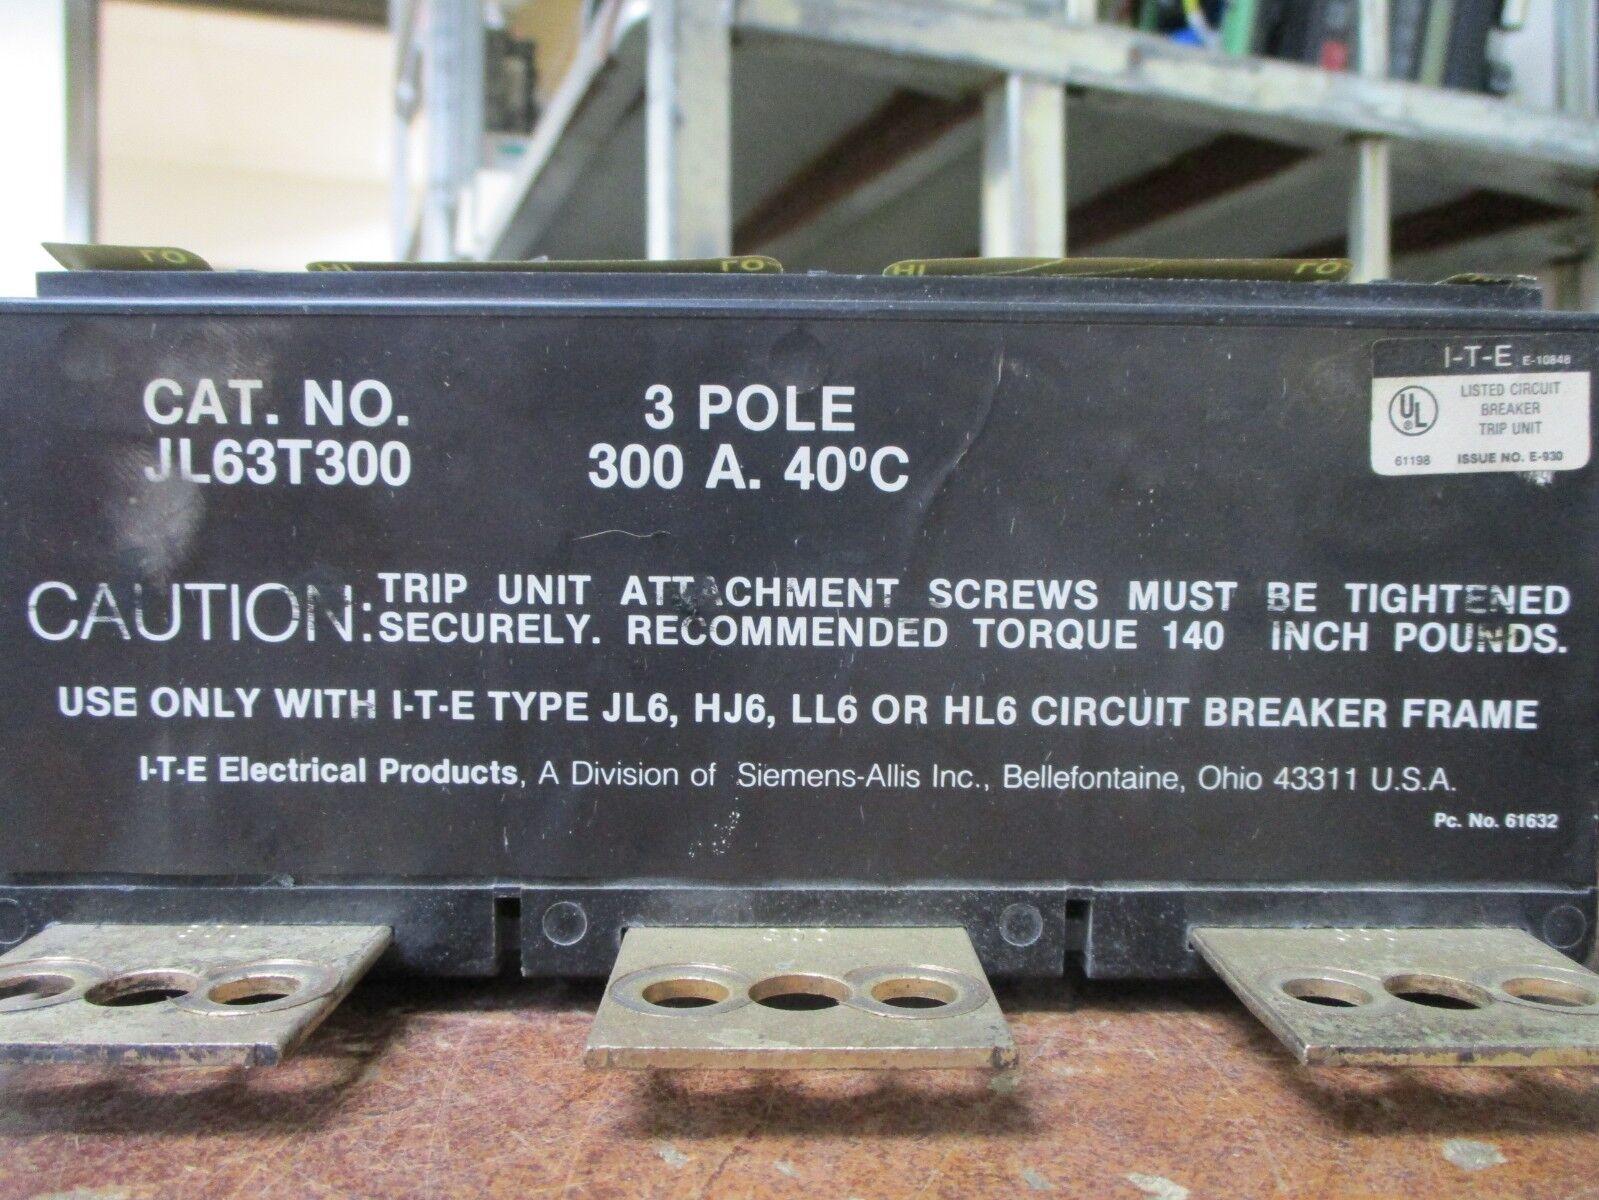 LO
HI LO
HI LO
CAT. NO. 3 POLE
JL63T300 300 A. 40ºC
I-T-E E-10848
UL
LISTED CIRCUIT
BREAKER
TRIP UNIT
61198 ISSUE NO. E-930
CAUTION: TRIP UNIT ATTACHMENT SCREWS MUST BE TIGHTENED
SECURELY. RECOMMENDED TORQUE 140 INCH POUNDS.
USE ONLY WITH I-T-E TYPE JL6, HJ6, LL6 OR HL6 CIRCUIT BREAKER FRAME
I-T-E Electrical Products, A Division of Siemens-Allis Inc., Bellefontaine, Ohio 43311 U.S.A.
Pc. No. 61632